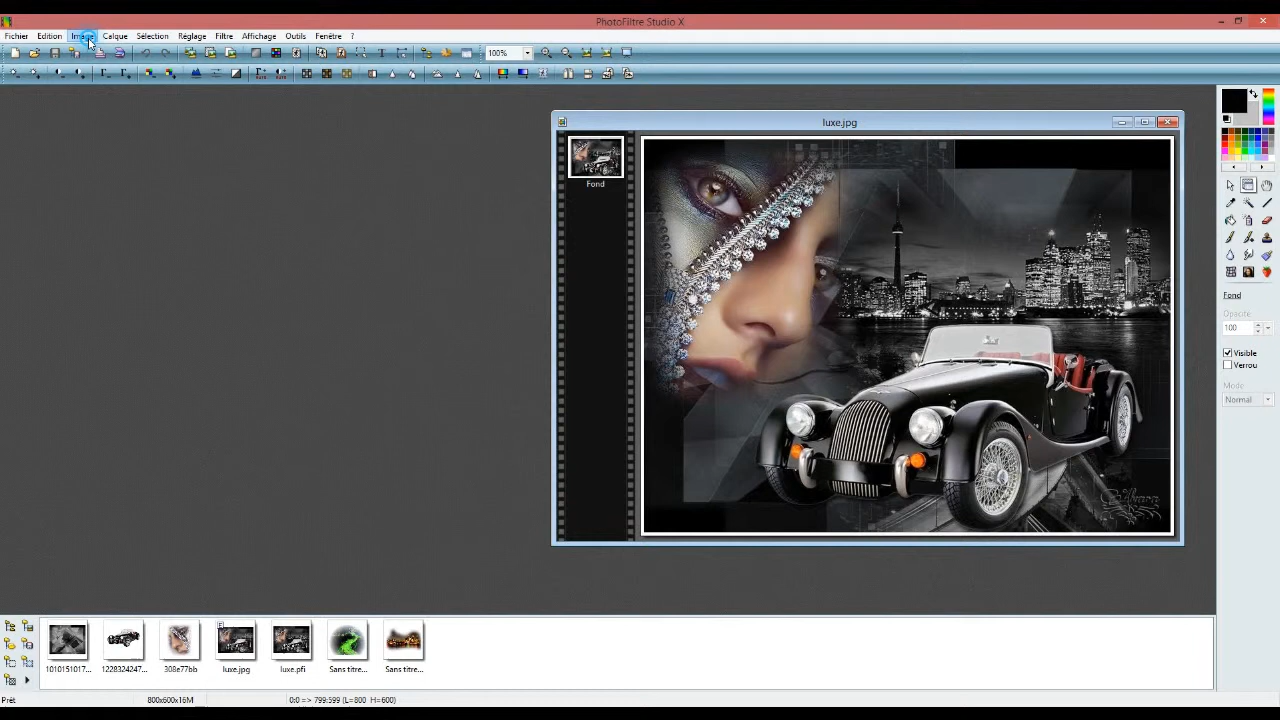 PhotoFiltre Studio X
Fichier Edition Image Calque Sélection Réglage Filtre Affichage Outils Fenêtre ?
100%
luxe.jpg
Fond
Fond
Opacité
100
Visible
Verrou
Mode
Normal
1010151017... 1228324247... 308e77bb luxe.jpg luxe.pfi Sans titre... Sans titre...
Prêt 800x600x16M 0:0 => 799:599 (L=800 H=600)